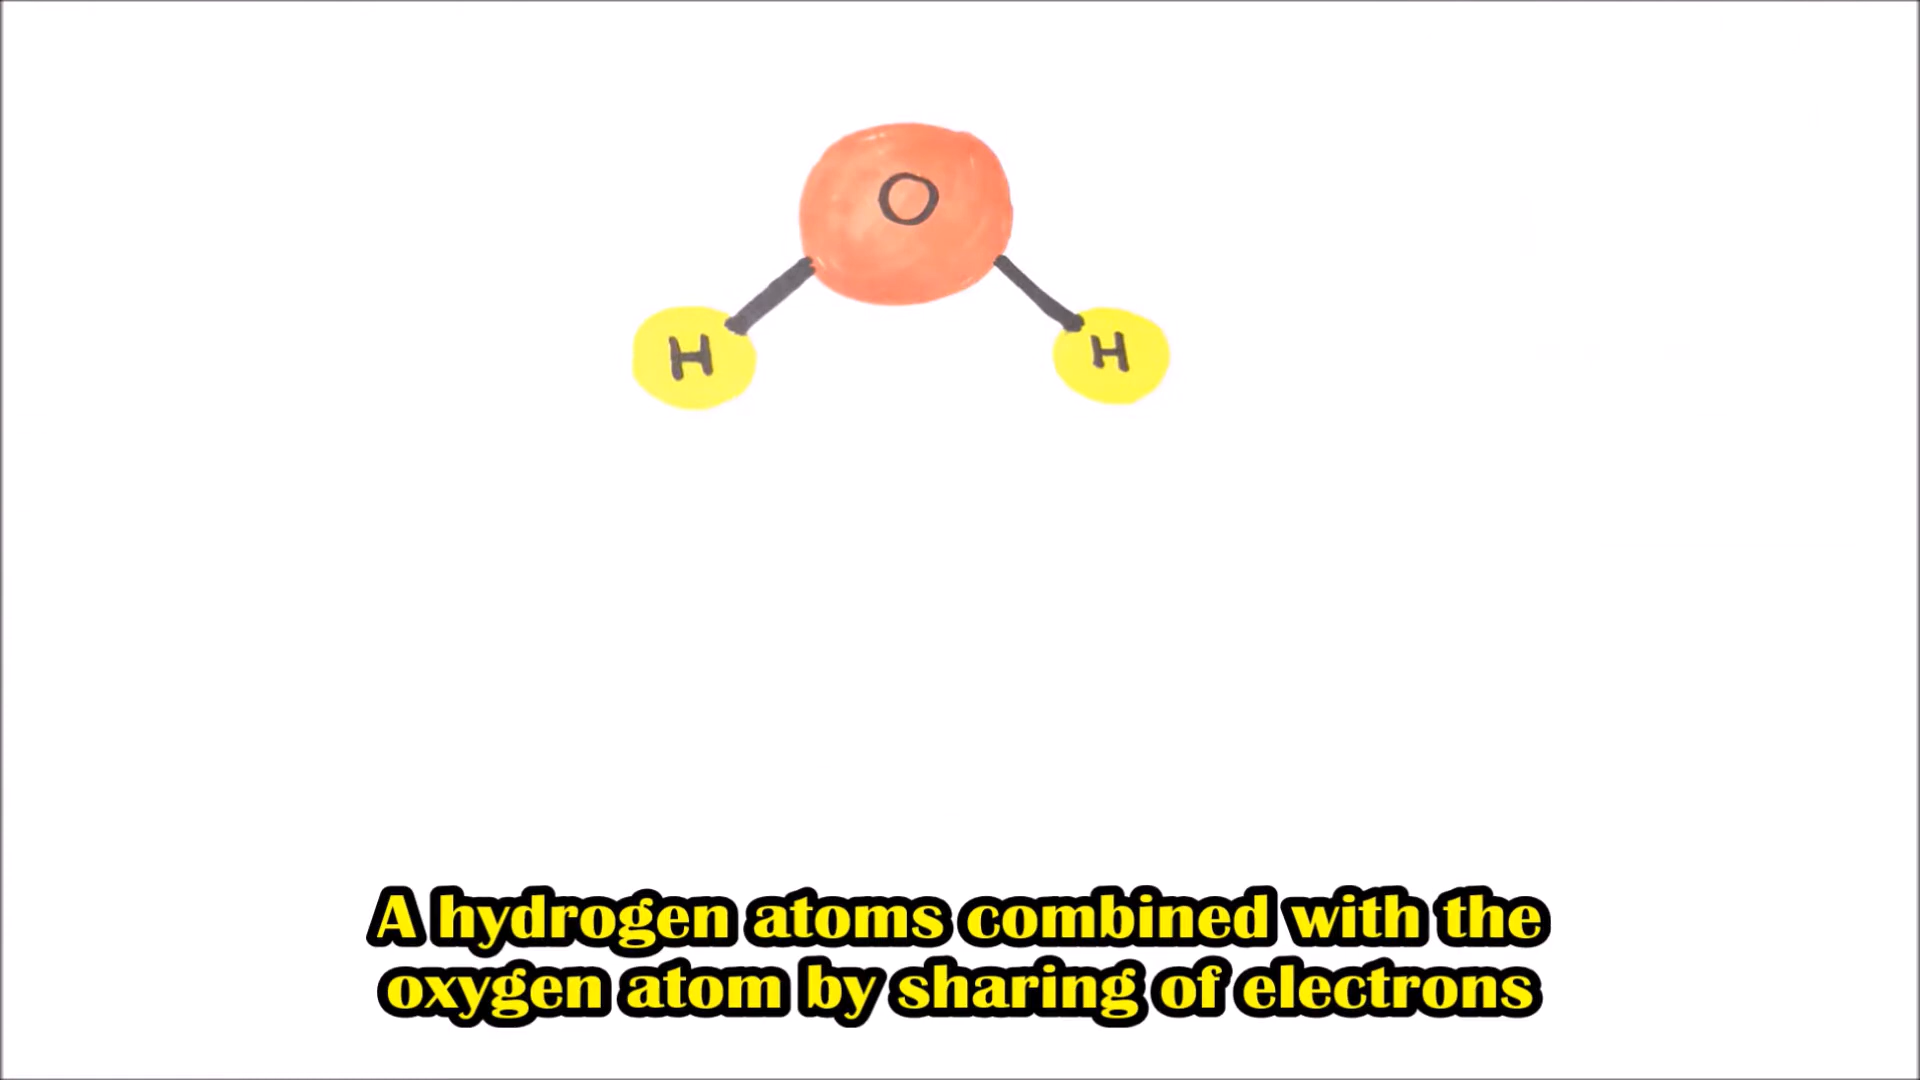 O
H H
A hydrogen atoms combined with the
oxygen atom by sharing of electrons